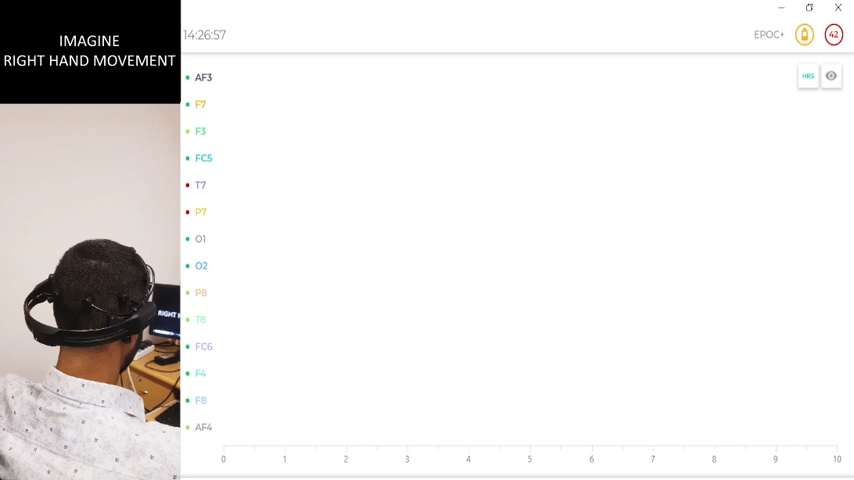 IMAGINE
RIGHT HAND MOVEMENT
14:26:57
EPOC+
42
HRS
AF3
F7
F3
FC5
T7
P7
O1
O2
P8
T8
FC6
F4
F8
AF4
0 1 2 3 4 5 6 7 8 9 10
RIGHT